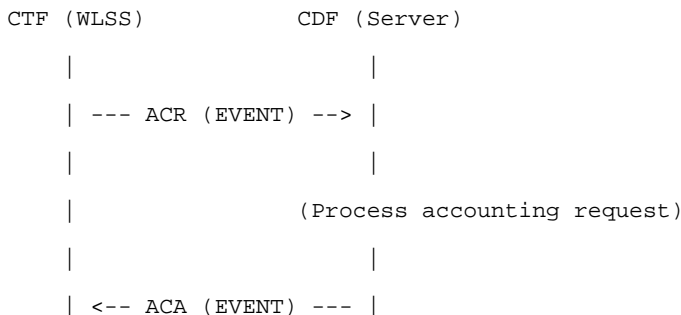 CTF (WLSS) CDF (Server)
| |
| --- ACR (EVENT) --> |
| |
| (Process accounting request)
| |
| <-- ACA (EVENT) --- |